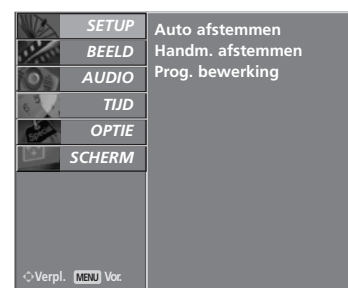 SETUP
BEELD
AUDIO
TIJD
OPTIE
SCHERM
Auto afstemmen
Handm. afstemmen
Prog. bewerking
Verpl. MENU Vor.